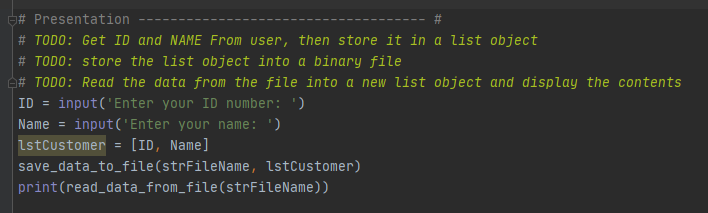 # Presentation ------------------------------------ #
# TODO: Get ID and NAME From user, then store it in a list object
# TODO: store the list object into a binary file
# TODO: Read the data from the file into a new list object and display the contents
ID = input('Enter your ID number: ')
Name = input('Enter your name: ')
lstCustomer = [ID, Name]
save_data_to_file(strFileName, lstCustomer)
print(read_data_from_file(strFileName))